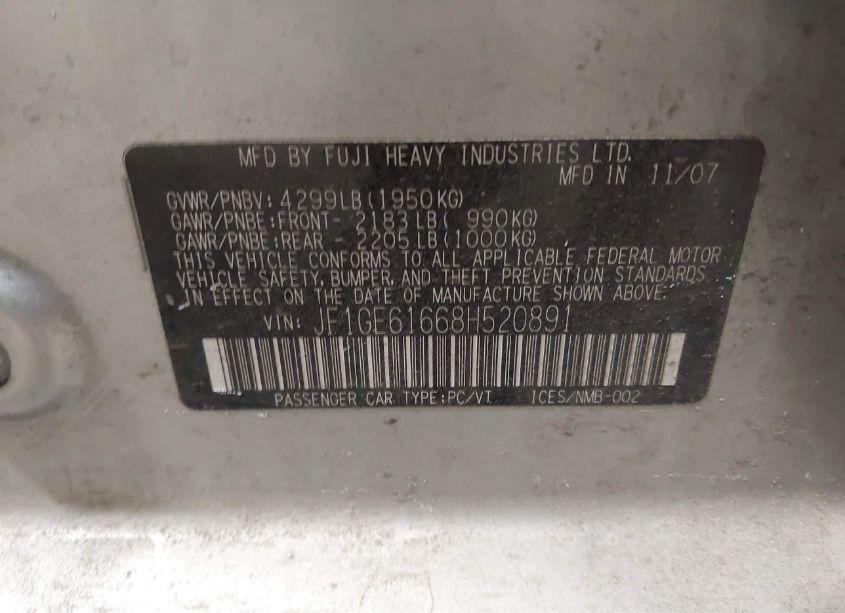 MFD BY FUJI HEAVY INDUSTRIES LTD.
MFD IN 11/07
GVWR/PNBV: 4299LB(1950KG)
GAWR/PNBE:FRONT- 2183LB( 990KG)
GAWR/PNBE:REAR - 2205LB(1000KG)
THIS VEHICLE CONFORMS TO ALL APPLICABLE FEDERAL MOTOR
VEHICLE SAFETY, BUMPER, AND THEFT PREVENTION STANDARDS
IN EFFECT ON THE DATE OF MANUFACTURE SHOWN ABOVE.
VIN: JF1GE61668H520891
PASSENGER CAR TYPE:PC/VT ICES/NMB-002